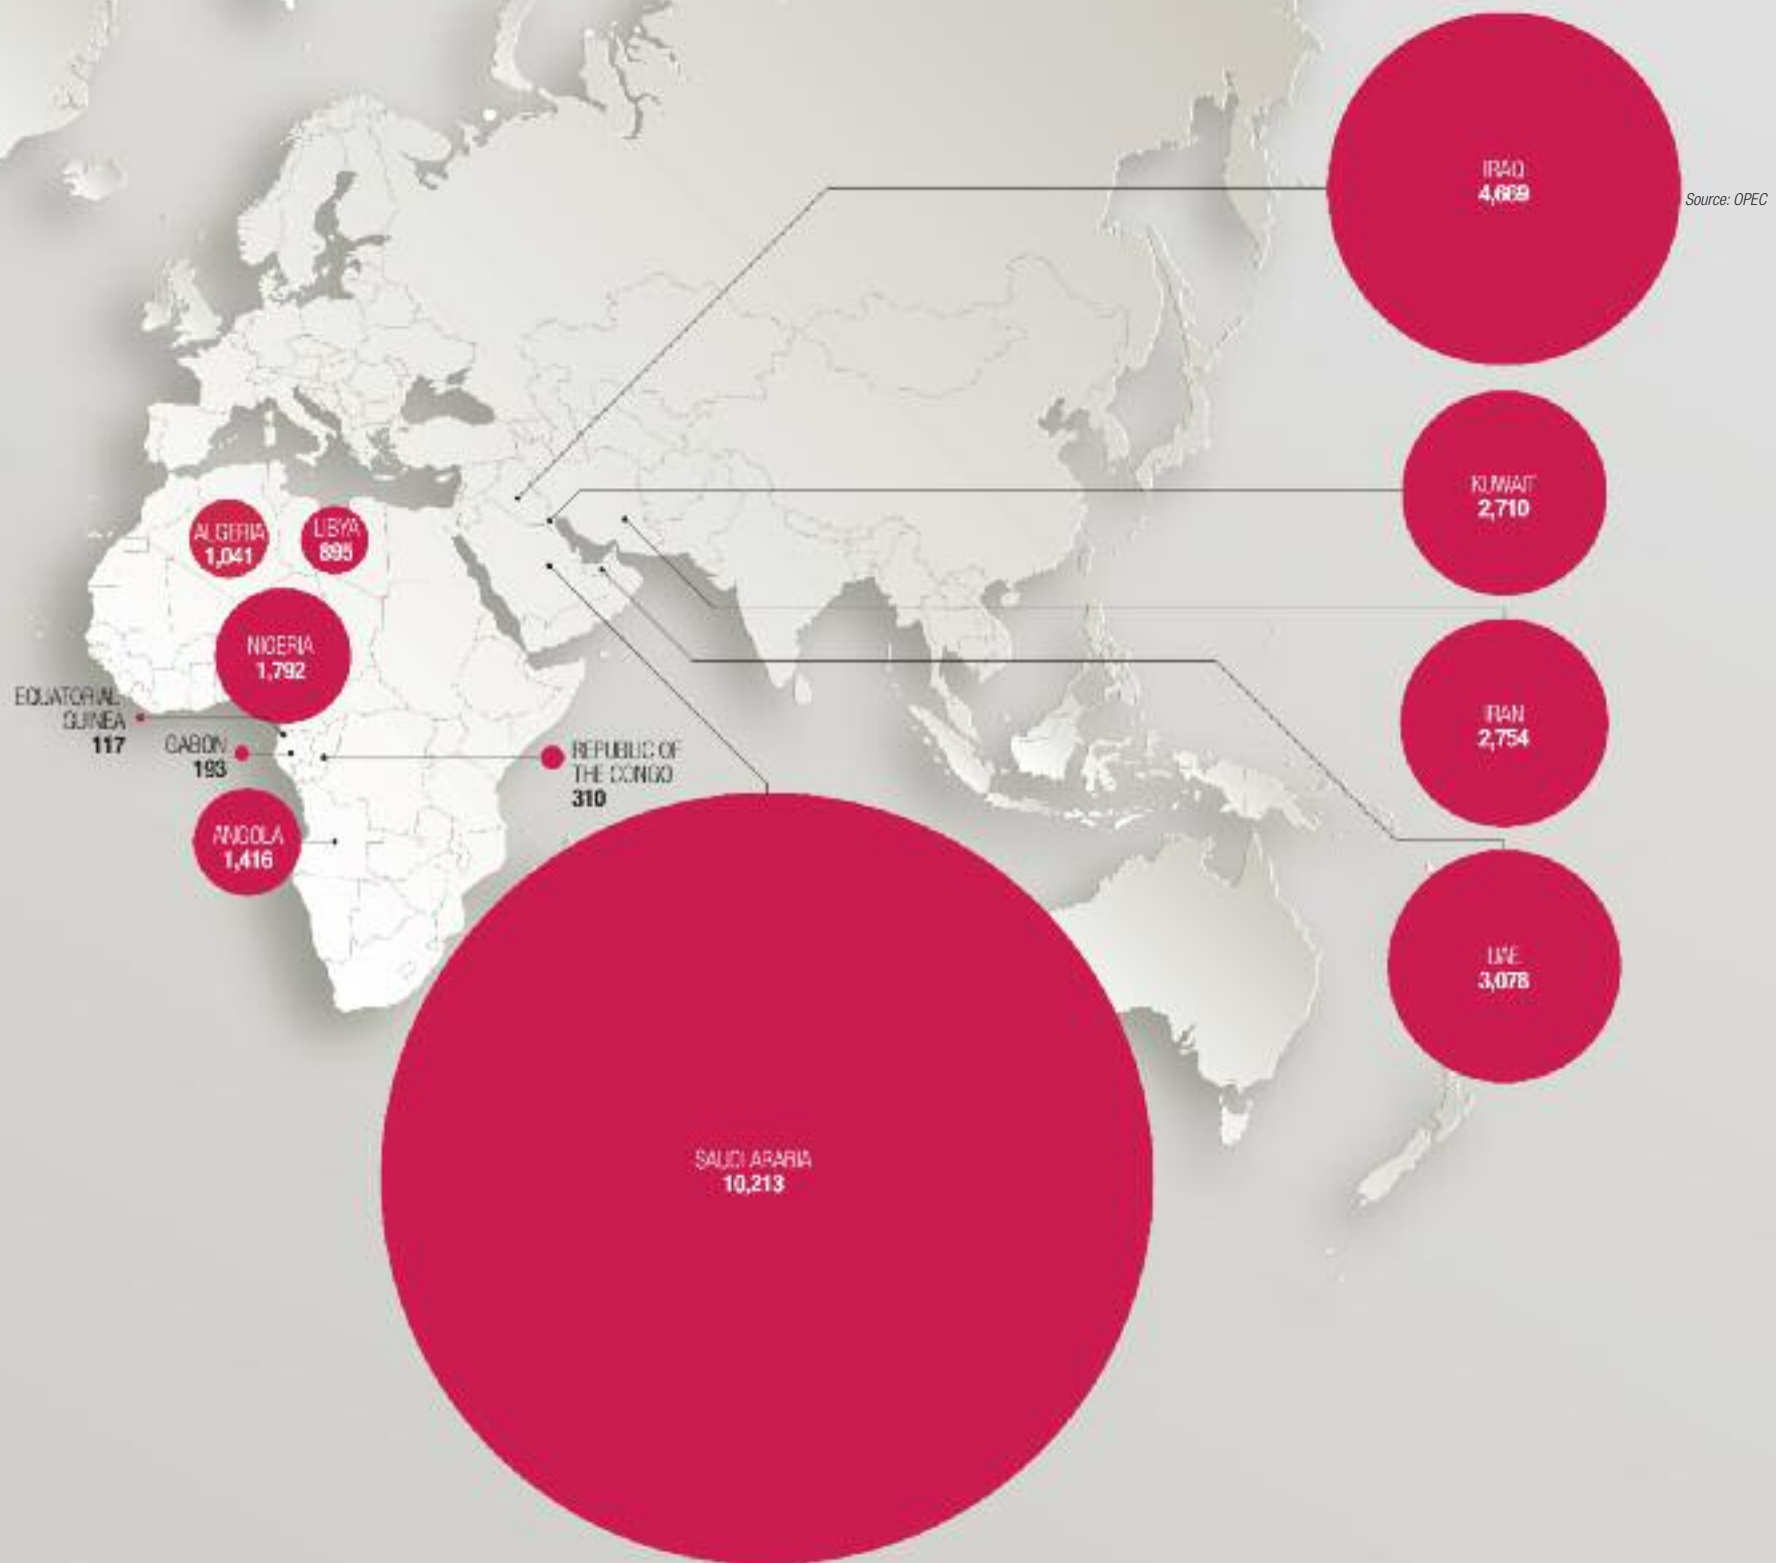 IRAQ
4,669
Source: OPEC
KUWAIT
2,710
ALGERIA
1,041
LIBYA
895
NIGERIA
1,792
IRAN
2,754
EQUATORIAL
GUINEA
117
GABON
193
REPUBLIC OF
THE CONGO
310
ANGOLA
1,416
UAE
3,078
SAUDI ARABIA
10,213